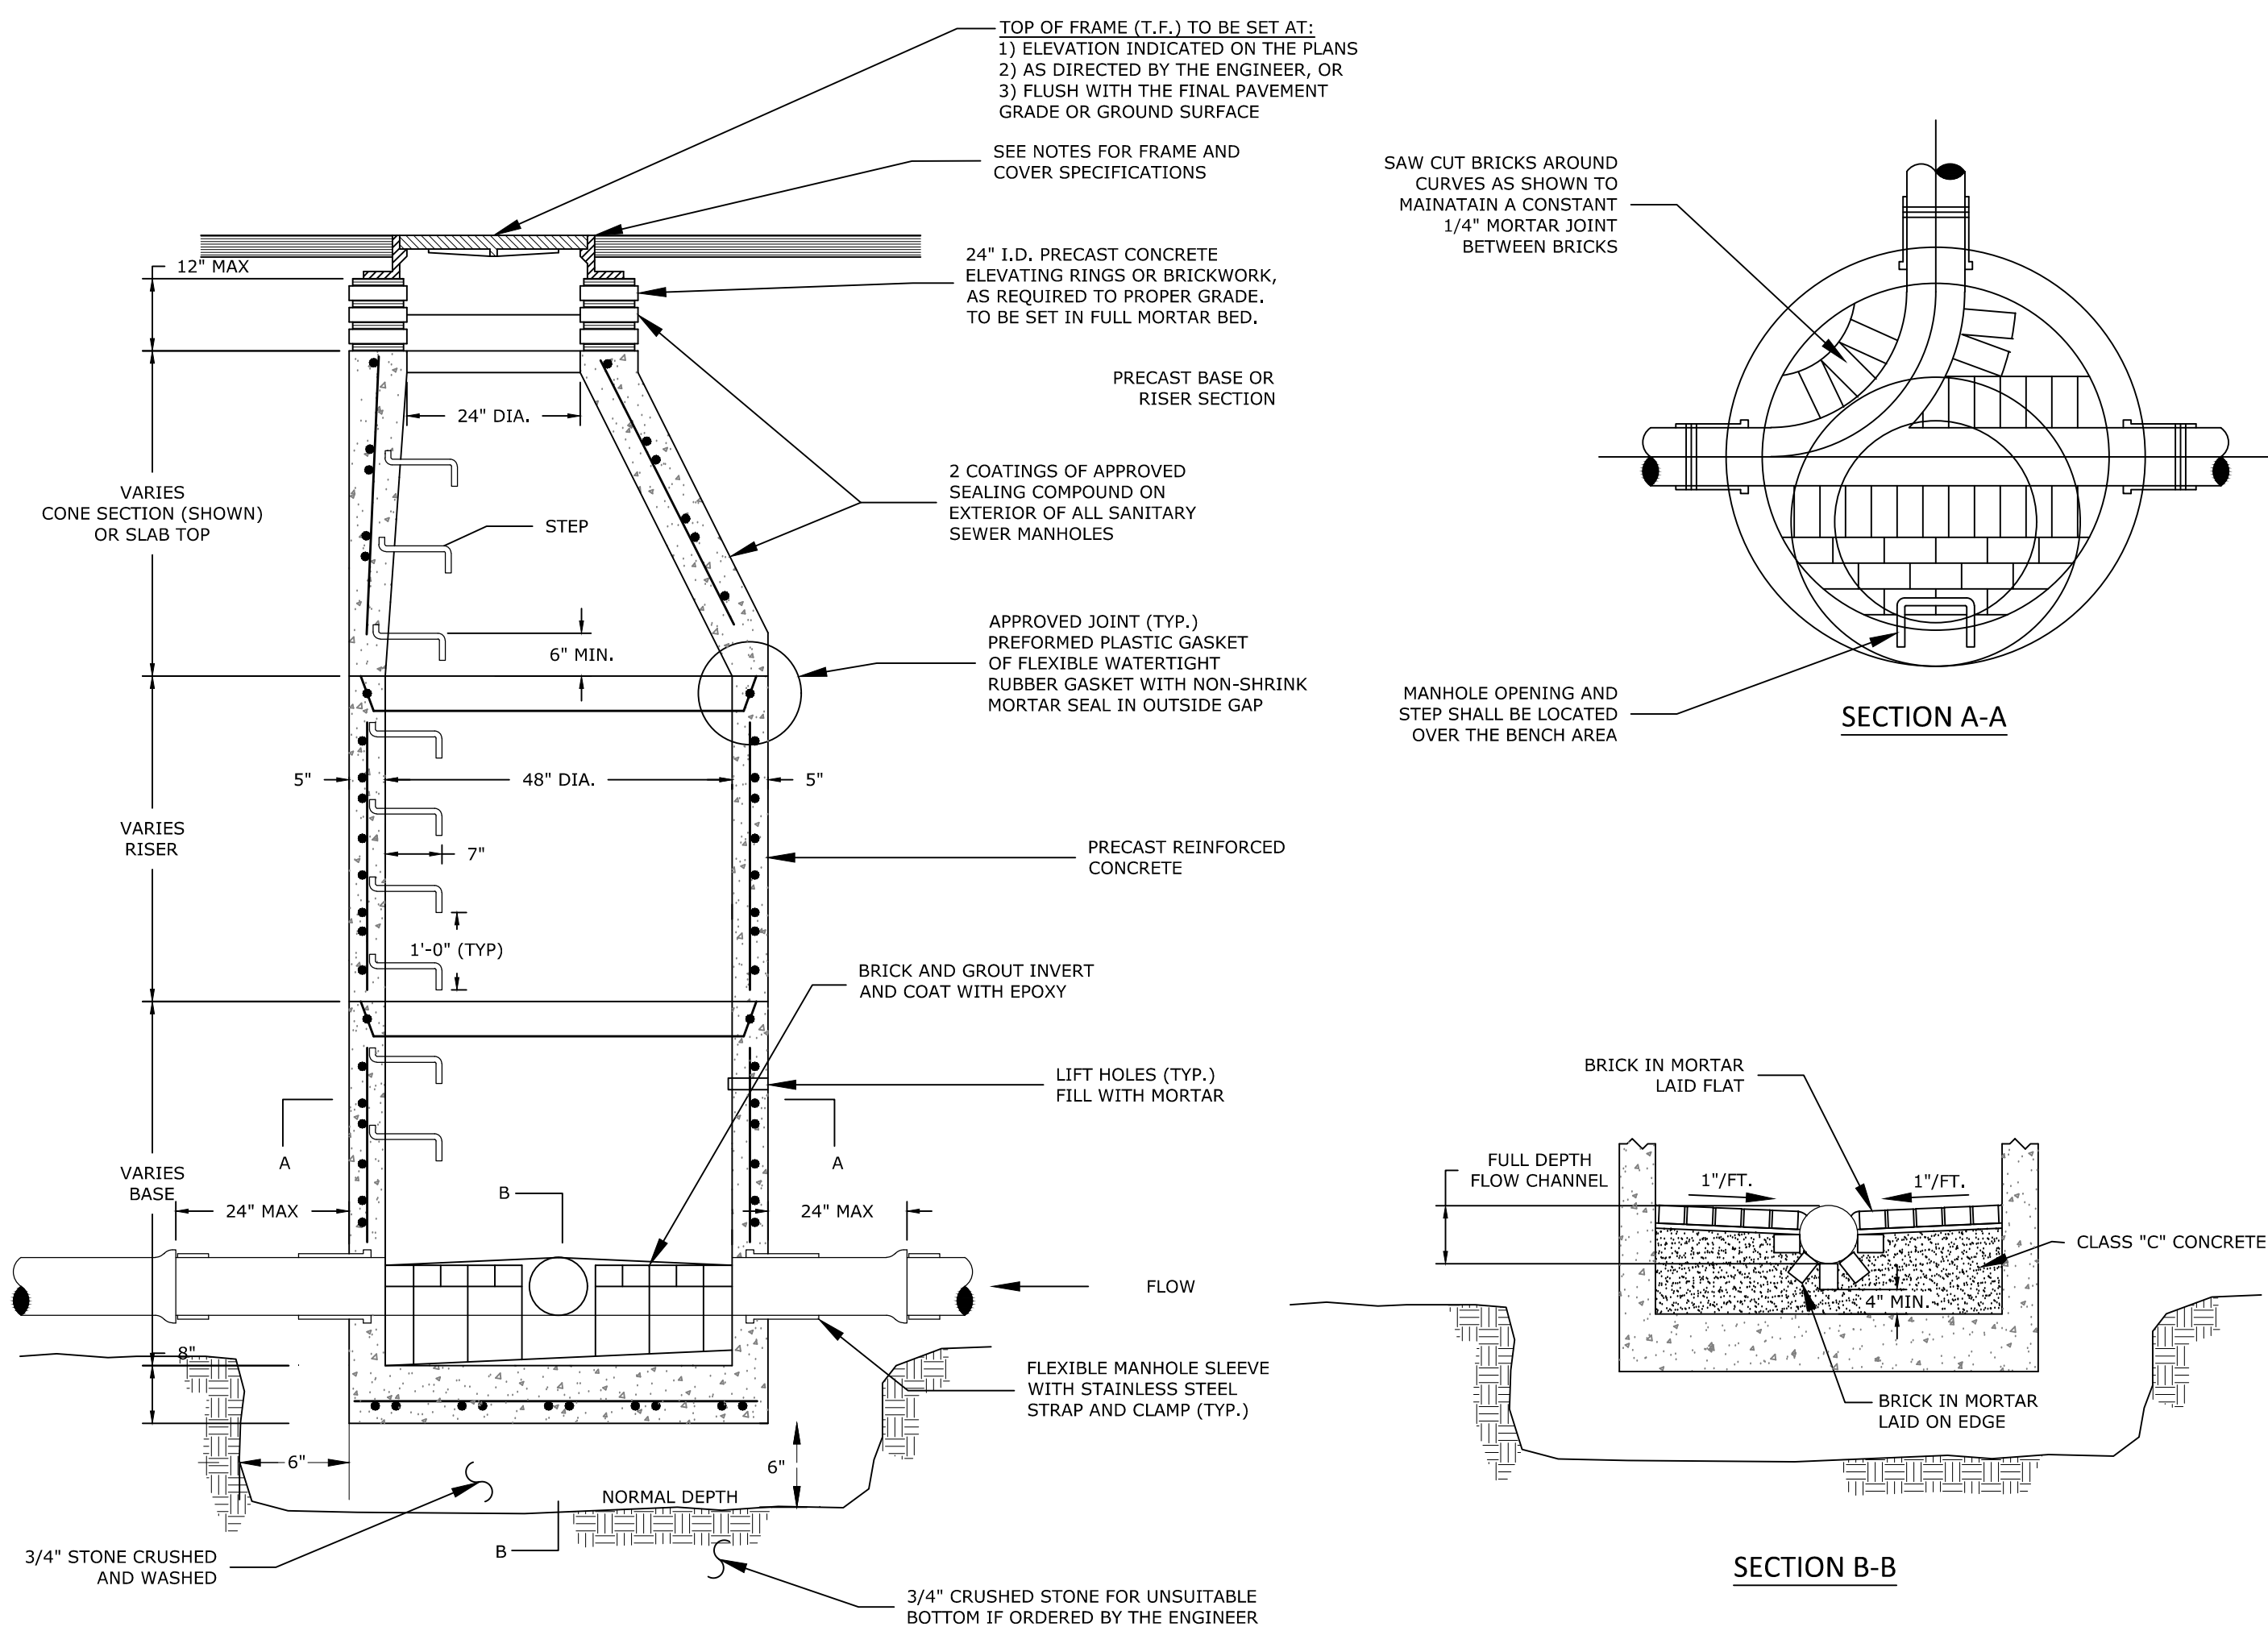 TOP OF FRAME (T.F.) TO BE SET AT:
1) ELEVATION INDICATED ON THE PLANS
2) AS DIRECTED BY THE ENGINEER, OR
3) FLUSH WITH THE FINAL PAVEMENT
GRADE OR GROUND SURFACE
SEE NOTES FOR FRAME AND
COVER SPECIFICATIONS
24" I.D. PRECAST CONCRETE
ELEVATING RINGS OR BRICKWORK,
AS REQUIRED TO PROPER GRADE.
TO BE SET IN FULL MORTAR BED.
PRECAST BASE OR
RISER SECTION
2 COATINGS OF APPROVED
SEALING COMPOUND ON
EXTERIOR OF ALL SANITARY
SEWER MANHOLES
APPROVED JOINT (TYP.)
PREFORMED PLASTIC GASKET
OF FLEXIBLE WATERTIGHT
RUBBER GASKET WITH NON-SHRINK
MORTAR SEAL IN OUTSIDE GAP
PRECAST REINFORCED
CONCRETE
BRICK AND GROUT INVERT
AND COAT WITH EPOXY
LIFT HOLES (TYP.)
FILL WITH MORTAR
FLOW
FLEXIBLE MANHOLE SLEEVE
WITH STAINLESS STEEL
STRAP AND CLAMP (TYP.)
3/4" CRUSHED STONE FOR UNSUITABLE
BOTTOM IF ORDERED BY THE ENGINEER
12" MAX
24" DIA.
VARIES
CONE SECTION (SHOWN)
OR SLAB TOP
STEP
6" MIN.
5"
48" DIA.
5"
VARIES
RISER
7"
1'-0" (TYP)
A
A
VARIES
BASE
B
24" MAX
24" MAX
8"
6"
6"
NORMAL DEPTH
B
3/4" STONE CRUSHED
AND WASHED
SAW CUT BRICKS AROUND
CURVES AS SHOWN TO
MAINATAIN A CONSTANT
1/4" MORTAR JOINT
BETWEEN BRICKS
MANHOLE OPENING AND
STEP SHALL BE LOCATED
OVER THE BENCH AREA
SECTION A-A
BRICK IN MORTAR
LAID FLAT
FULL DEPTH
FLOW CHANNEL
1"/FT.
1"/FT.
CLASS "C" CONCRETE
4" MIN.
BRICK IN MORTAR
LAID ON EDGE
SECTION B-B